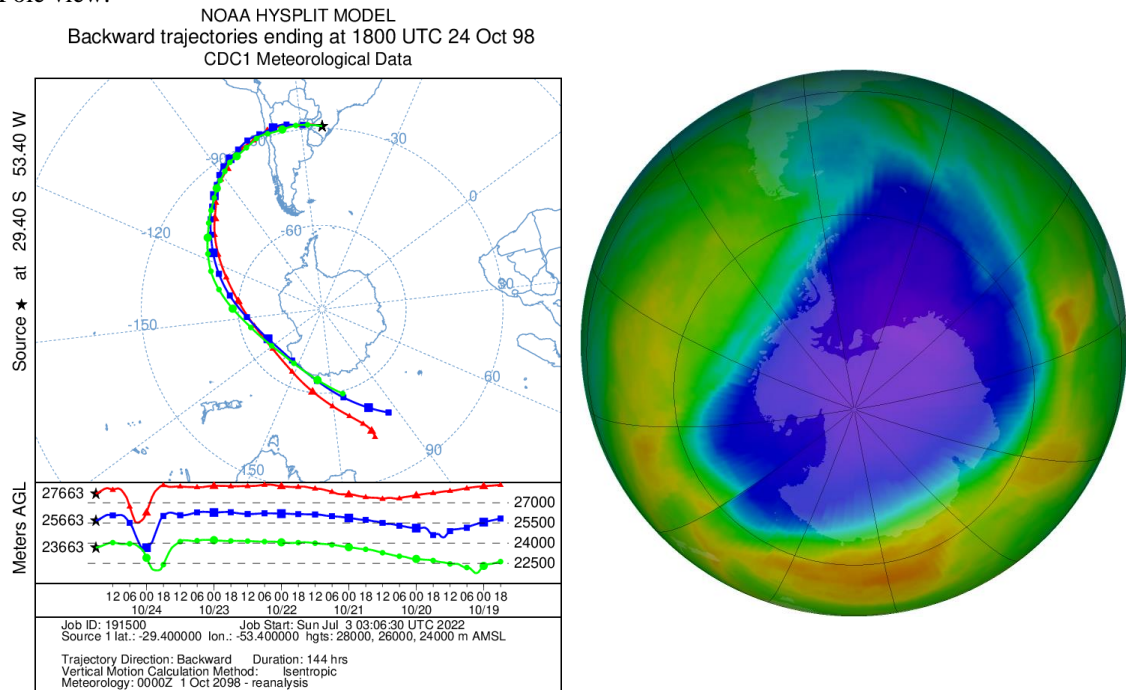 Pole view.
NOAA HYSPLIT MODEL
Backward trajectories ending at 1800 UTC 24 Oct 98
CDC1 Meteorological Data
Source ★ at 29.40 S 53.40 W
-30
-90
0
-60
-120
-150
60
90
150
Meters AGL
27663
25663
23663
27000
25500
24000
22500
12 06 00 18 12 06 00 18 12 06 00 18 12 06 00 18 12 06 00 18 12 06 00 18
10/24 10/23 10/22 10/21 10/20 10/19
Job ID: 191500 Job Start: Sun Jul 3 03:06:30 UTC 2022
Source 1 lat.: -29.400000 lon.: -53.400000 hgts: 28000, 26000, 24000 m AMSL
Trajectory Direction: Backward Duration: 144 hrs
Vertical Motion Calculation Method: Isentropic
Meteorology: 0000Z 1 Oct 2098 - reanalysis